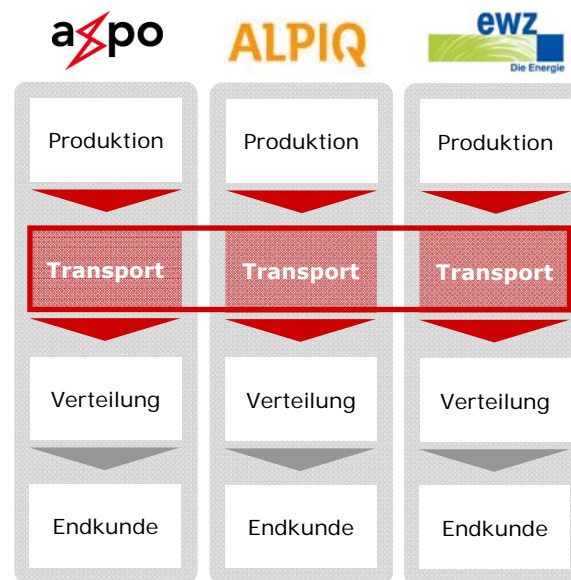 axpo
ALPIQ
ewz
Die Energie
Produktion
Produktion
Produktion
Transport
Transport
Transport
Verteilung
Verteilung
Verteilung
Endkunde
Endkunde
Endkunde